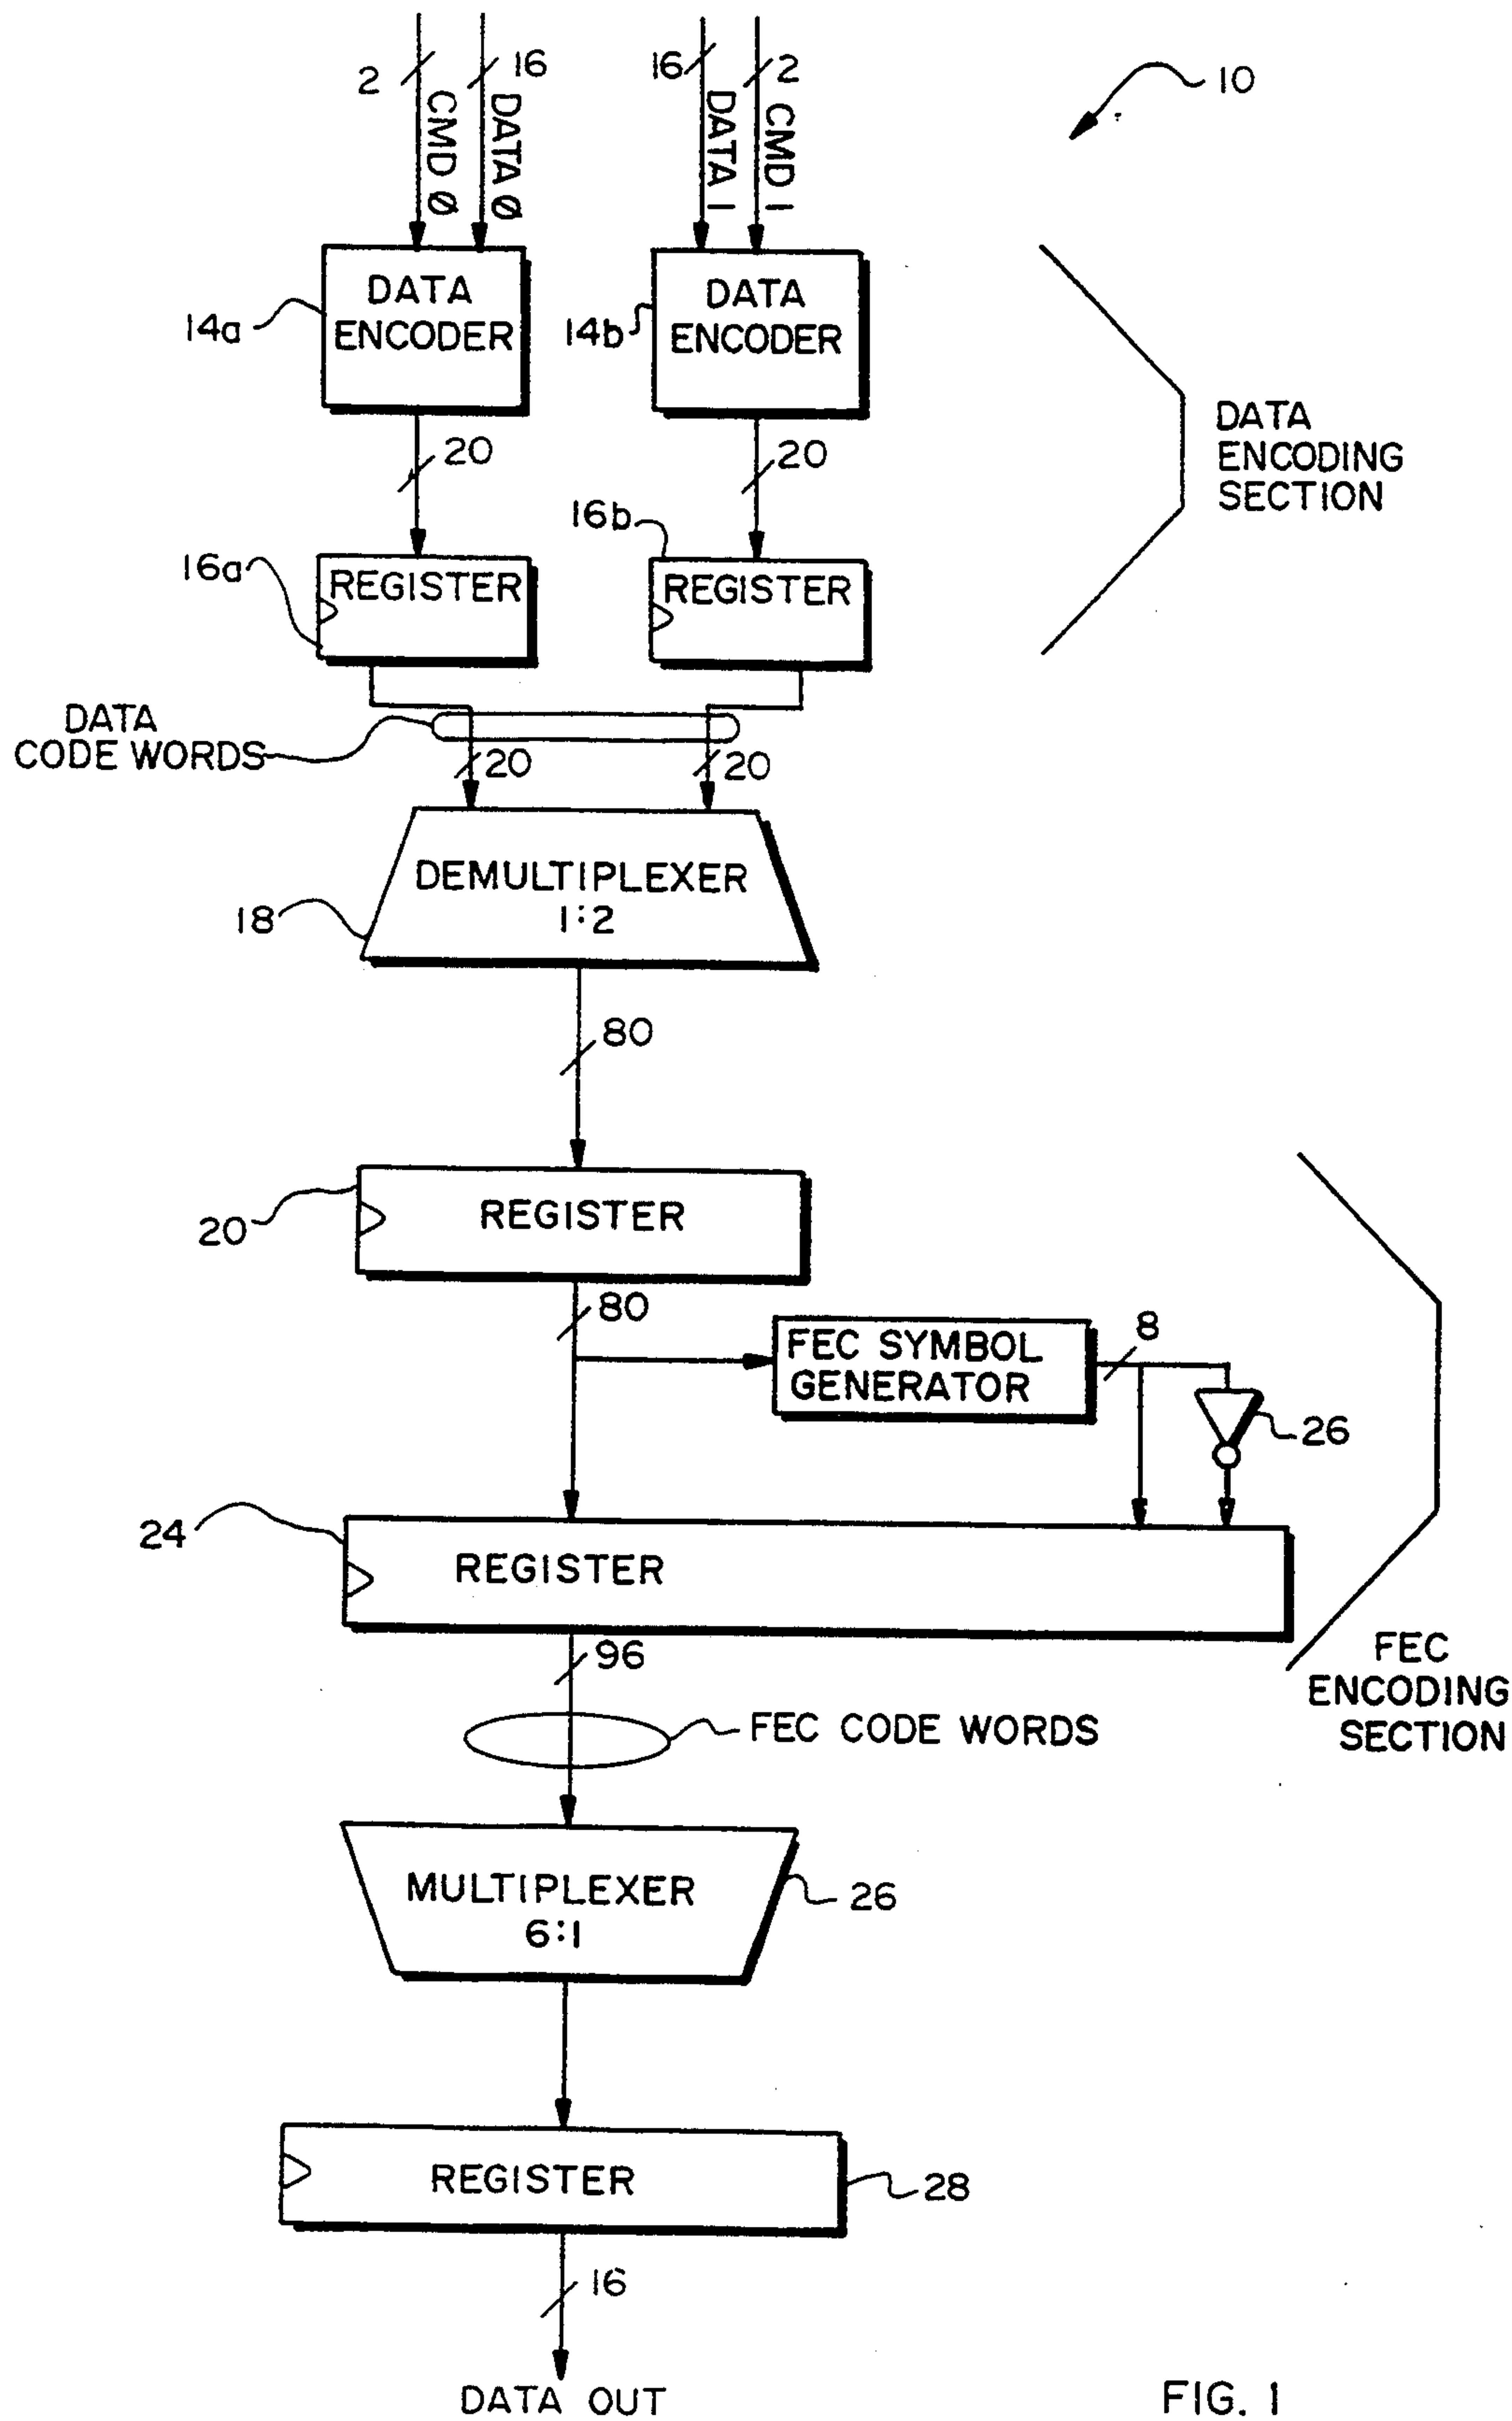 2
16
16
2
10
CMD Ø
DATA Ø
DATA 1
CMD 1
DATA
ENCODER
14a
DATA
ENCODER
14b
DATA
ENCODING
SECTION
20
20
16a
REGISTER
16b
REGISTER
DATA
CODE WORDS
20
20
DEMULTIPLEXER
1:2
18
80
20
REGISTER
80
FEC SYMBOL
GENERATOR
8
26
24
REGISTER
FEC
ENCODING
SECTION
96
FEC CODE WORDS
MULTIPLEXER
6:1
26
REGISTER
28
16
DATA OUT
FIG. 1